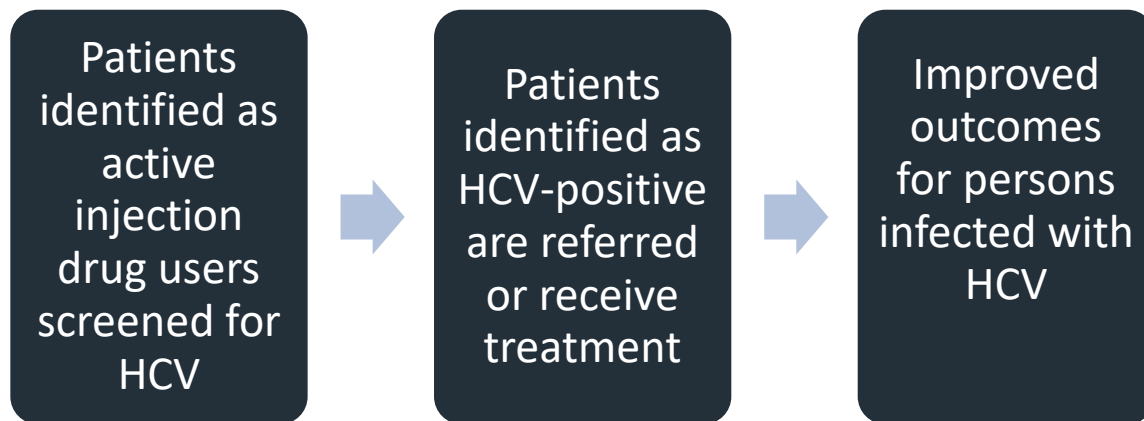 Patients
identified as
active
injection
drug users
screened for
HCV
Patients
identified as
HCV-positive
are referred
or receive
treatment
Improved
outcomes
for persons
infected with
HCV